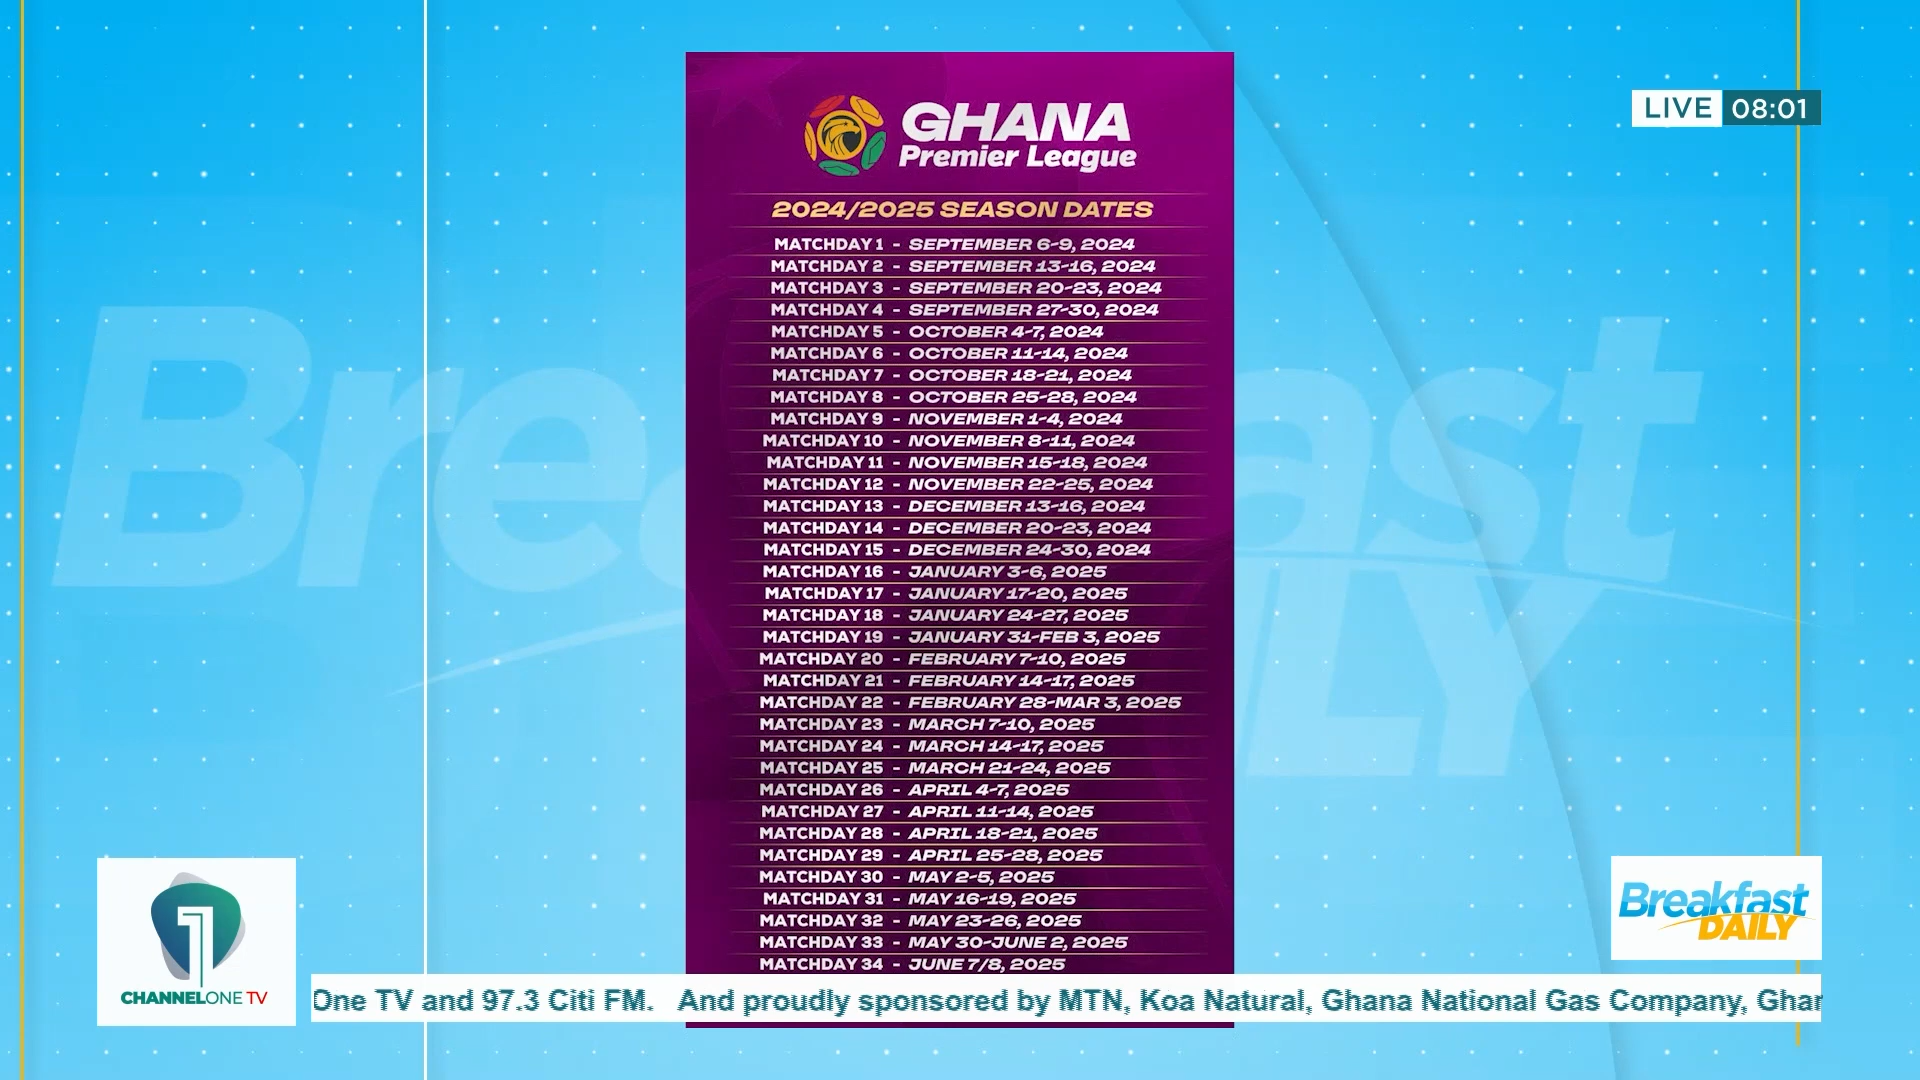 LIVE 08:01
GHANA
Premier League
2024/2025 SEASON DATES
MATCHDAY 1 - SEPTEMBER 6-9, 2024
MATCHDAY 2 - SEPTEMBER 13-16, 2024
MATCHDAY 3 - SEPTEMBER 20-23, 2024
MATCHDAY 4 - SEPTEMBER 27-30, 2024
MATCHDAY 5 - OCTOBER 4-7, 2024
MATCHDAY 6 - OCTOBER 11-14, 2024
MATCHDAY 7 - OCTOBER 18-21, 2024
MATCHDAY 8 - OCTOBER 25-28, 2024
MATCHDAY 9 - NOVEMBER 1-4, 2024
MATCHDAY 10 - NOVEMBER 8-11, 2024
MATCHDAY 11 - NOVEMBER 15-18, 2024
MATCHDAY 12 - NOVEMBER 22-25, 2024
MATCHDAY 13 - DECEMBER 13-16, 2024
MATCHDAY 14 - DECEMBER 20-23, 2024
MATCHDAY 15 - DECEMBER 24-30, 2024
MATCHDAY 16 - JANUARY 3-6, 2025
MATCHDAY 17 - JANUARY 17-20, 2025
MATCHDAY 18 - JANUARY 24-27, 2025
MATCHDAY 19 - JANUARY 31-FEB 3, 2025
MATCHDAY 20 - FEBRUARY 7-10, 2025
MATCHDAY 21 - FEBRUARY 14-17, 2025
MATCHDAY 22 - FEBRUARY 28-MAR 3, 2025
MATCHDAY 23 - MARCH 7-10, 2025
MATCHDAY 24 - MARCH 14-17, 2025
MATCHDAY 25 - MARCH 21-24, 2025
MATCHDAY 26 - APRIL 4-7, 2025
MATCHDAY 27 - APRIL 11-14, 2025
MATCHDAY 28 - APRIL 18-21, 2025
MATCHDAY 29 - APRIL 25-28, 2025
MATCHDAY 30 - MAY 2-5, 2025
MATCHDAY 31 - MAY 16-19, 2025
MATCHDAY 32 - MAY 23-26, 2025
MATCHDAY 33 - MAY 30-JUNE 2, 2025
MATCHDAY 34 - JUNE 7/8, 2025
Breakfast
DAILY
1
CHANNELONE TV
One TV and 97.3 Citi FM. And proudly sponsored by MTN, Koa Natural, Ghana National Gas Company,